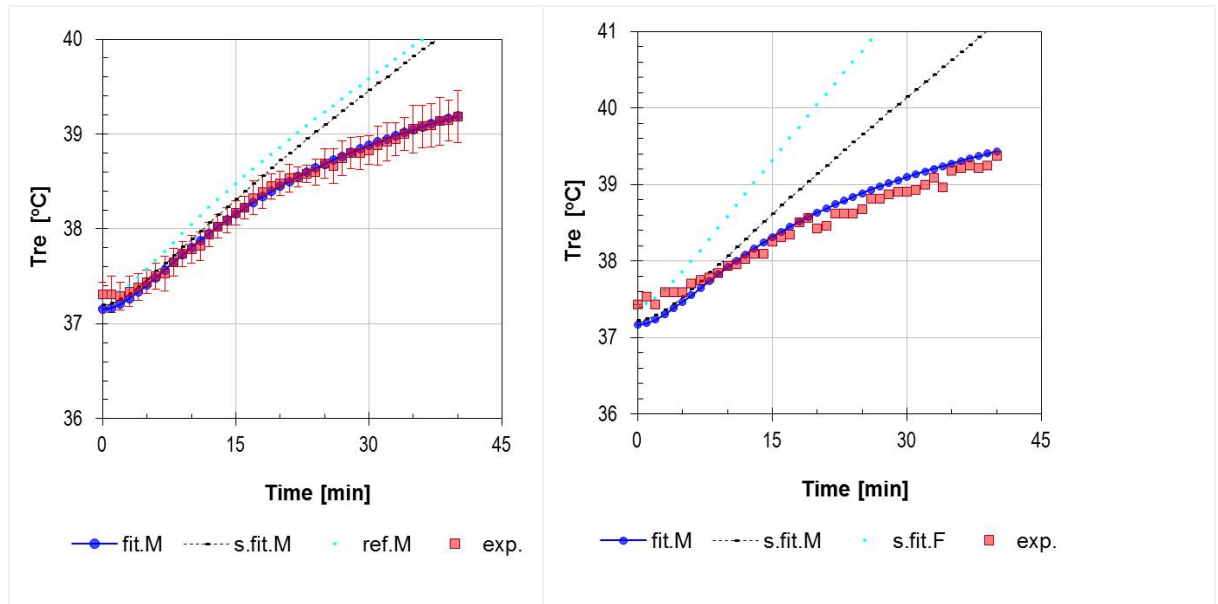 40
39
38
37
36
Tre [ºC]
0 15 30 45
Time [min]
fit.M s.fit.M ref.M exp.
41
40
39
38
37
36
Tre [ºC]
0 15 30 45
Time [min]
fit.M s.fit.M s.fit.F exp.